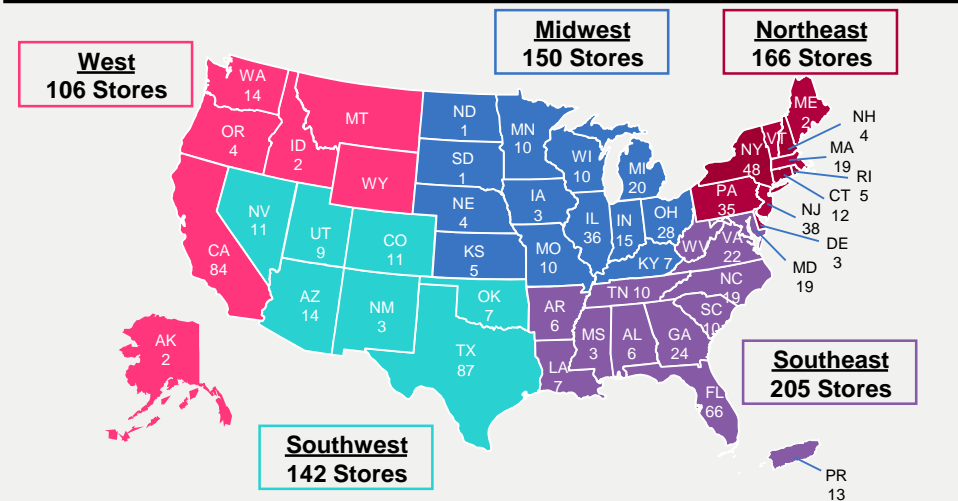 West
106 Stores
Midwest
150 Stores
Northeast
166 Stores
WA
14
OR
4
ID
2
MT
WY
CA
84
AK
2
NV
11
UT
9
CO
11
AZ
14
NM
3
OK
7
TX
87
ND
1
SD
1
NE
4
KS
5
MN
10
IA
3
MO
10
WI
10
IL
36
MI
20
IN
15
OH
28
KY 7
ME
2
VT
NH
4
NY
48
MA
19
RI
5
CT
12
PA
35
NJ
38
DE
3
MD
19
WV
VA
22
NC
19
TN 10
SC
10
AR
6
MS
3
AL
6
GA
24
LA
7
FL
66
PR
13
Southeast
205 Stores
Southwest
142 Stores